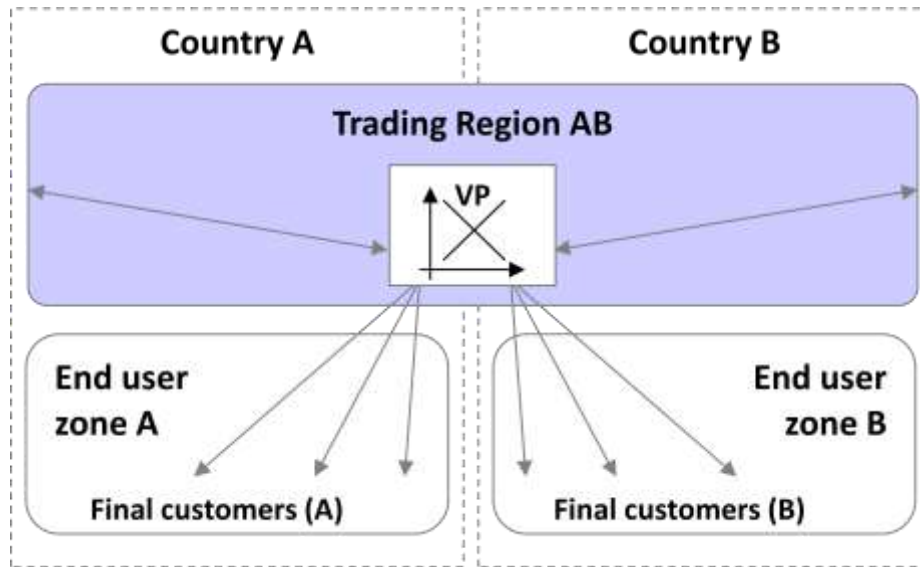 Country A
Country B
Trading Region AB
VP
End user
zone A
End user
zone B
Final customers (A)
Final customers (B)